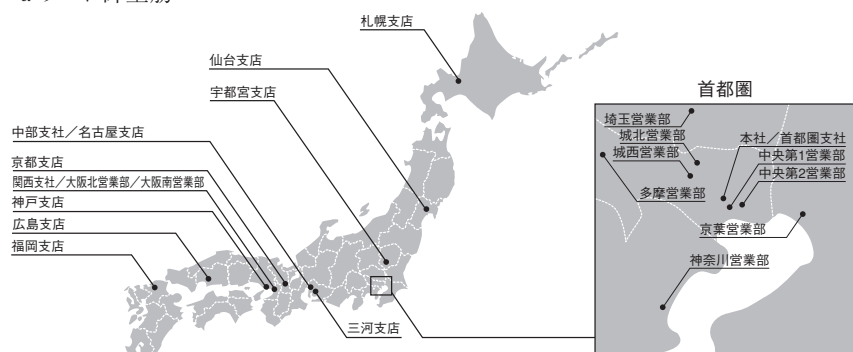 札幌支店
仙台支店
宇都宮支店
中部支社／名古屋支店
京都支店
関西支社／大阪北営業部／大阪南営業部
神戸支店
広島支店
福岡支店
三河支店
首都圏
埼玉営業部
城北営業部
城西営業部
多摩営業部
本社／首都圏支社
中央第1営業部
中央第2営業部
京葉営業部
神奈川営業部